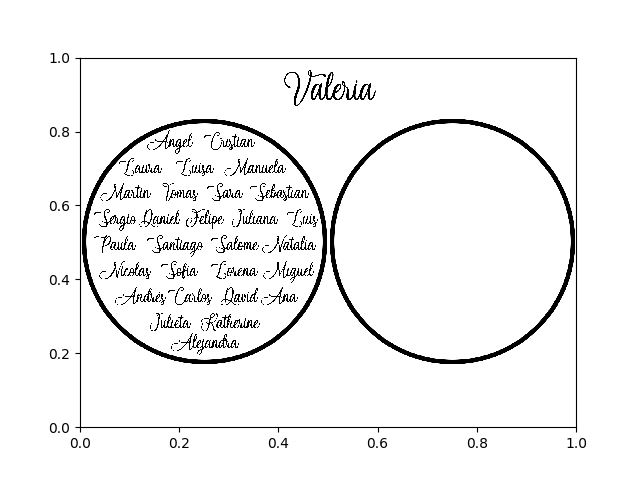 Valeria
Angel Cristian
Laura Luisa Manuela
Martin Tomas Sara Sebastian
Sergio Daniel Felipe Juliana Luis
Paula Santiago Salome Natalia
Nicolas Sofia Lorena Miguel
Andres Carlos David Ana
Julieta Katherine
Alejandra
1.0
0.8
0.6
0.4
0.2
0.0
0.0 0.2 0.4 0.6 0.8 1.0